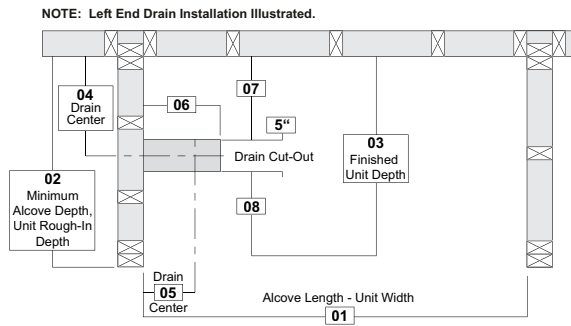 NOTE: Left End Drain Installation Illustrated.
04
Drain
Center
06
07
5“
Drain Cut-Out
03
Finished
Unit Depth
02
Minimum
Alcove Depth,
Unit Rough-In
Depth
08
Drain
05
Center
Alcove Length - Unit Width
01